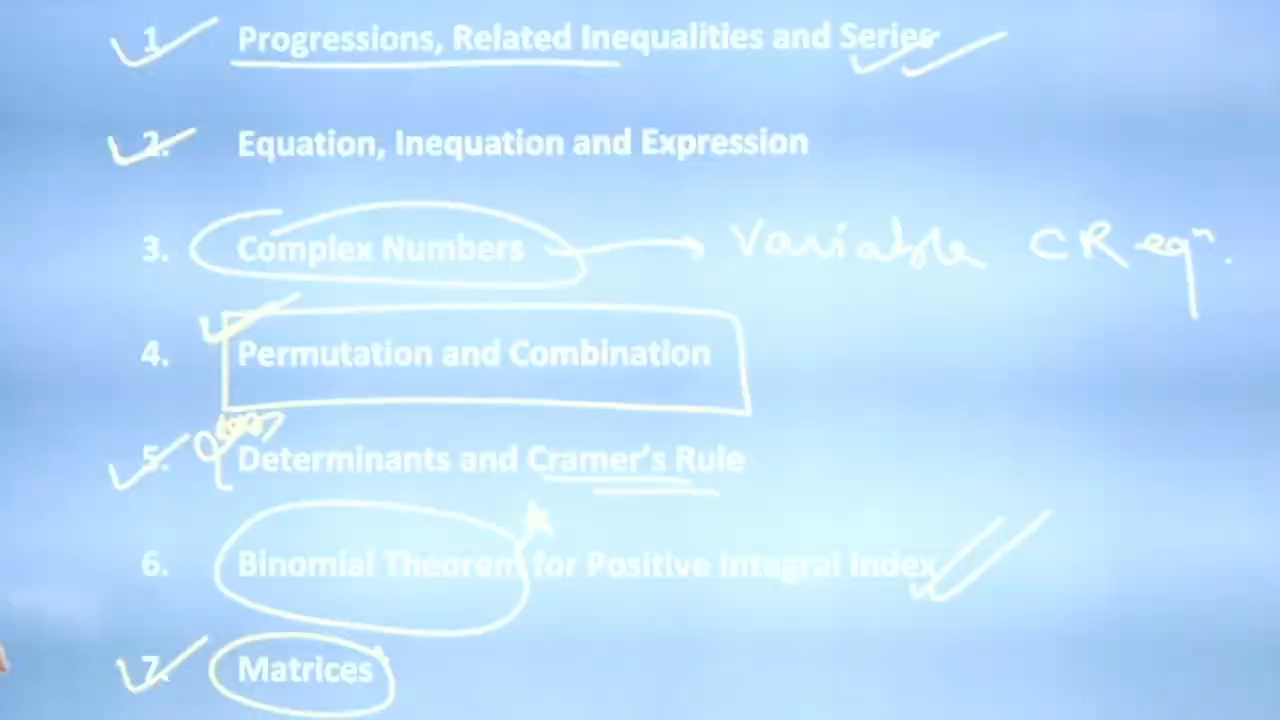 1. Progressions, Related Inequalities and Series
2. Equation, Inequation and Expression
3. Complex Numbers → Variable CR eqⁿ.
4. Permutation and Combination
5. Determinants and Cramer's Rule
6. Binomial Theorem for Positive Integral Index
7. Matrices